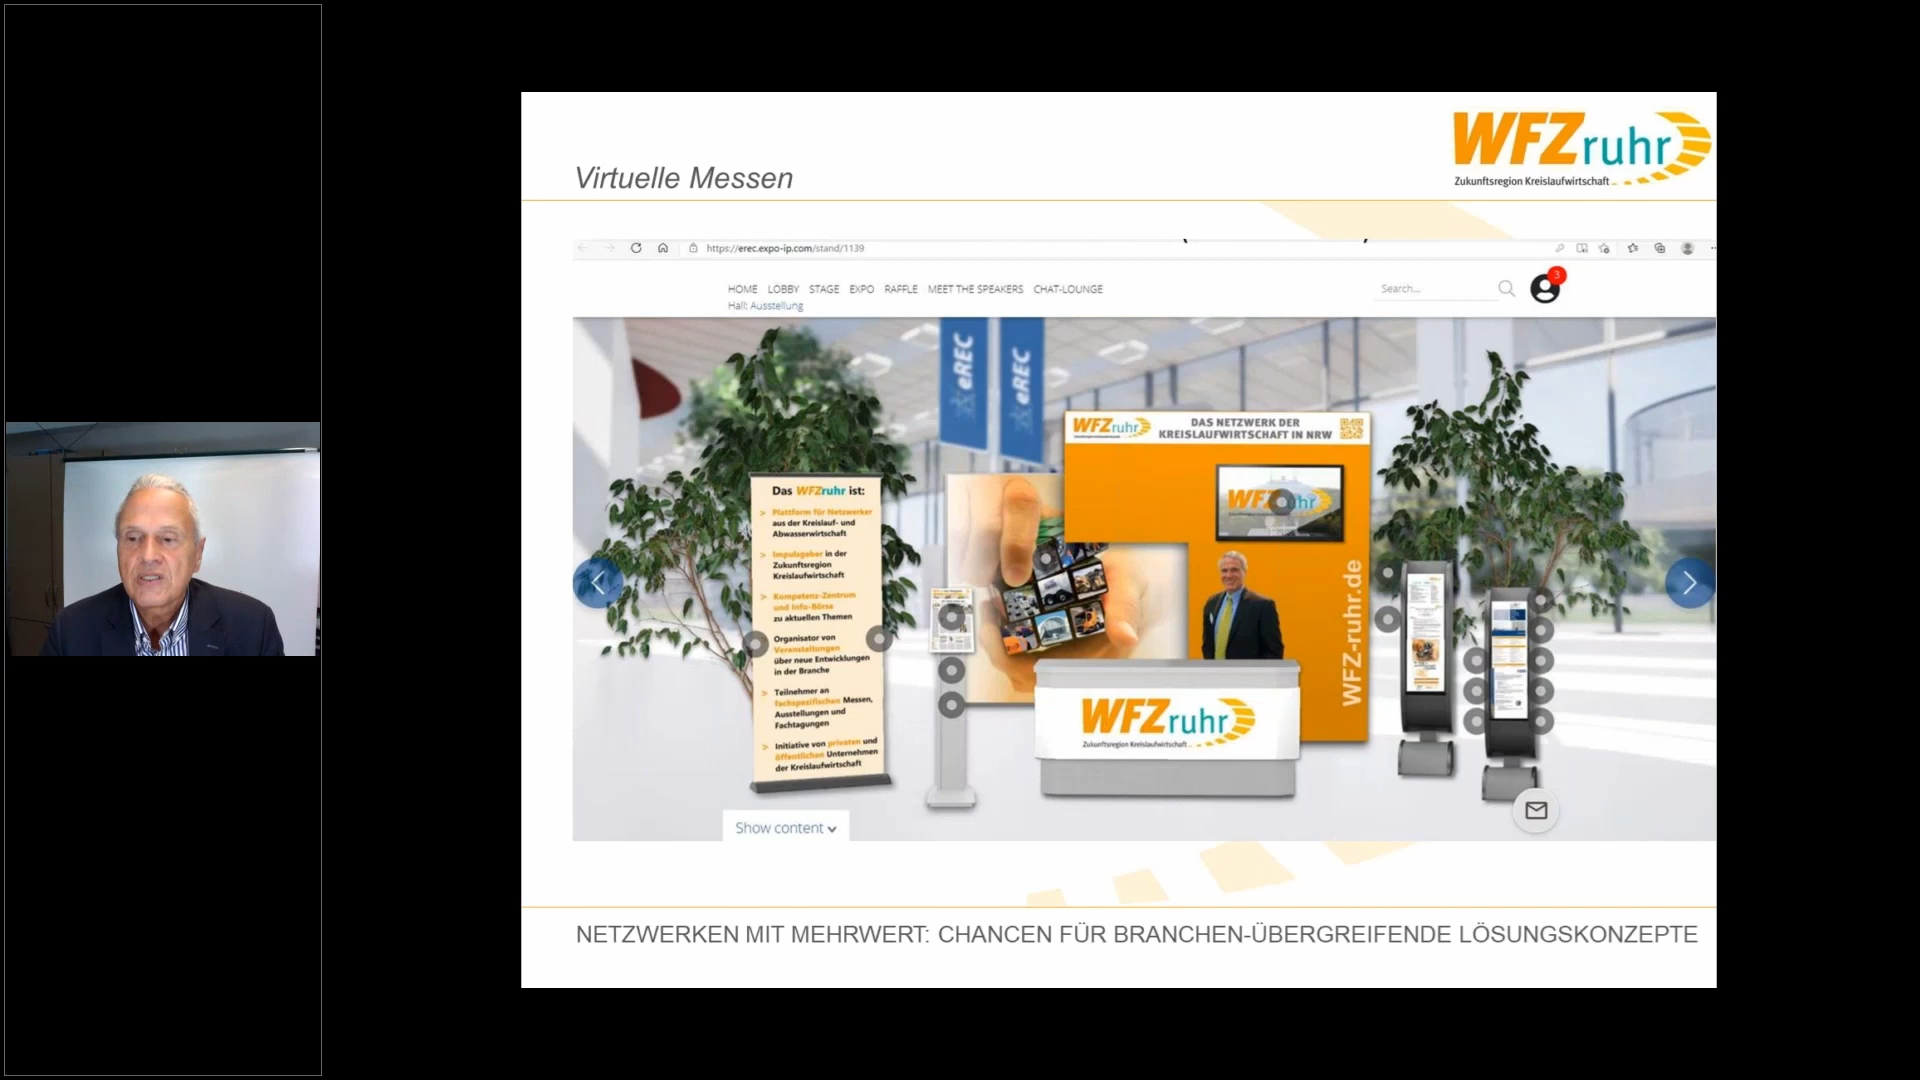 WFZruhr
Zukunftsregion Kreislaufwirtschaft
Virtuelle Messen
https://erec.expo-ip.com/stand/1139
HOME LOBBY STAGE EXPO RAFFLE MEET THE SPEAKERS CHAT-LOUNGE
Search...
3
Hall: Ausstellung
eREC
eREC
WFZruhr
DAS NETZWERK DER
KREISLAUFWIRTSCHAFT IN NRW
Das WFZruhr ist:
> Plattform für Netzwerker
aus der Kreislauf- und
Abwasserwirtschaft
> Impulsgeber in der
Zukunftsregion
Kreislaufwirtschaft
> Kompetenz-Zentrum
und Info-Börse
zu aktuellen Themen
Organisator von
Veranstaltungen
über neue Entwicklungen
in der Branche
> Teilnehmer an
fachspezifischen Messen,
Ausstellungen und
Fachtagungen
> Initiative von privaten und
öffentlichen Unternehmen
der Kreislaufwirtschaft
WFZ-ruhr.de
WFZruhr
Zukunftsregion Kreislaufwirtschaft
Show content
NETZWERKEN MIT MEHRWERT: CHANCEN FÜR BRANCHEN-ÜBERGREIFENDE LÖSUNGSKONZEPTE